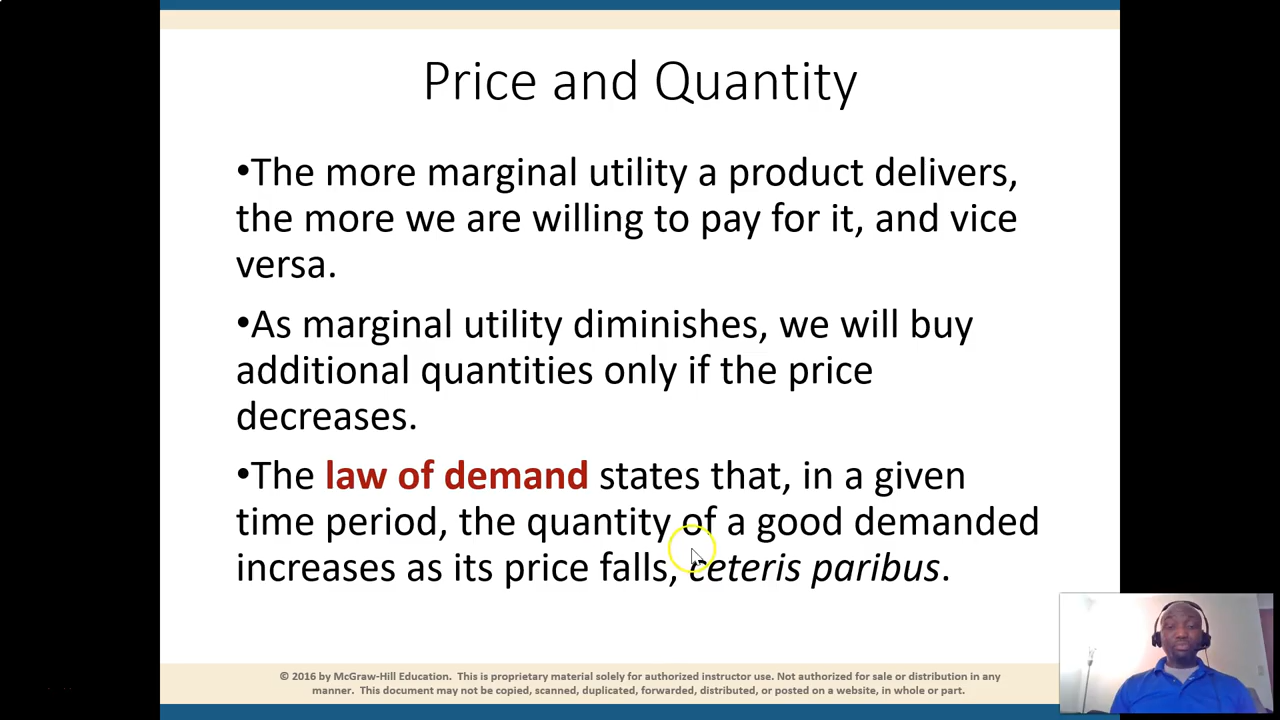 Price and Quantity
•The more marginal utility a product delivers,
the more we are willing to pay for it, and vice
versa.
•As marginal utility diminishes, we will buy
additional quantities only if the price
decreases.
•The law of demand states that, in a given
time period, the quantity of a good demanded
increases as its price falls, ceteris paribus.
© 2016 by McGraw-Hill Education. This is proprietary material solely for authorized instructor use. Not authorized for sale or distribution in any
manner. This document may not be copied, scanned, duplicated, forwarded, distributed, or posted on a website, in whole or part.